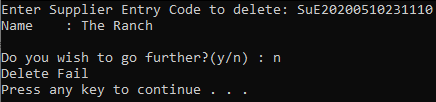 Enter Supplier Entry Code to delete: SuE20200510231110
Name    : The Ranch

Do you wish to go further?(y/n) : n
Delete Fail
Press any key to continue . . .